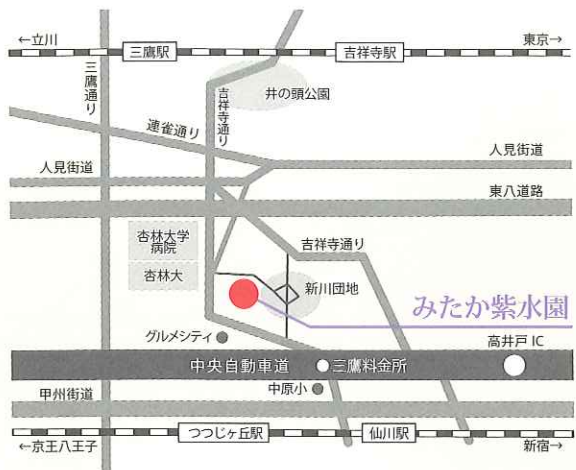 ←立川
三鷹駅
吉祥寺駅
東京→
三鷹通り
吉祥寺通り
井の頭公園
連雀通り
人見街道
人見街道
東八道路
杏林大学
病院
吉祥寺通り
杏林大
新川団地
みたか紫水園
グルメシティ
高井戸 IC
中央自動車道
三鷹料金所
中原小
甲州街道
つつじヶ丘駅
仙川駅
←京王八王子
新宿→